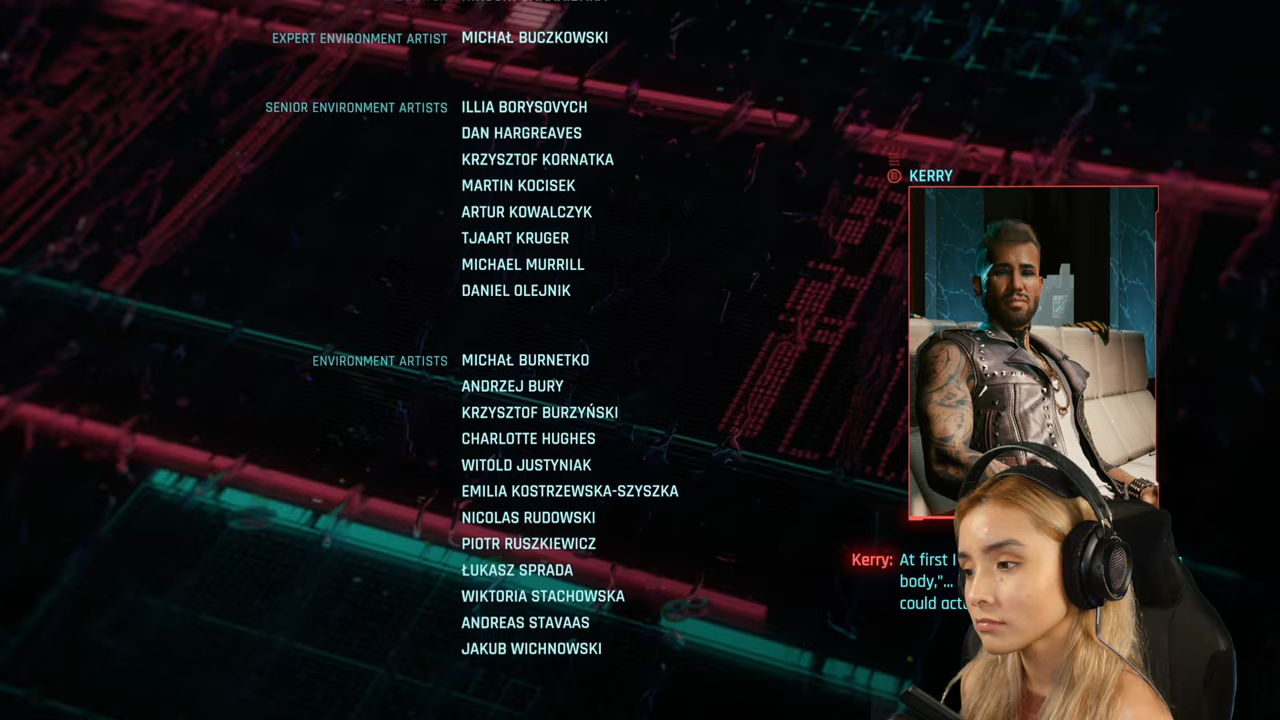 EXPERT ENVIRONMENT ARTIST MICHAŁ BUCZKOWSKI
SENIOR ENVIRONMENT ARTISTS ILLIA BORYSOVYCH
DAN HARGREAVES
KRZYSZTOF KORNATKA
MARTIN KOCISEK
ARTUR KOWALCZYK
TJAART KRUGER
MICHAEL MURRILL
DANIEL OLEJNIK
ENVIRONMENT ARTISTS MICHAŁ BURNETKO
ANDRZEJ BURY
KRZYSZTOF BURZYŃSKI
CHARLOTTE HUGHES
WITOLD JUSTYNIAK
EMILIA KOSTRZEWSKA-SZYSZKA
NICOLAS RUDOWSKI
PIOTR RUSZKIEWICZ
ŁUKASZ SPRADA
WIKTORIA STACHOWSKA
ANDREAS STAVAAS
JAKUB WICHNOWSKI
KERRY
Kerry: At first I
body,"...
could